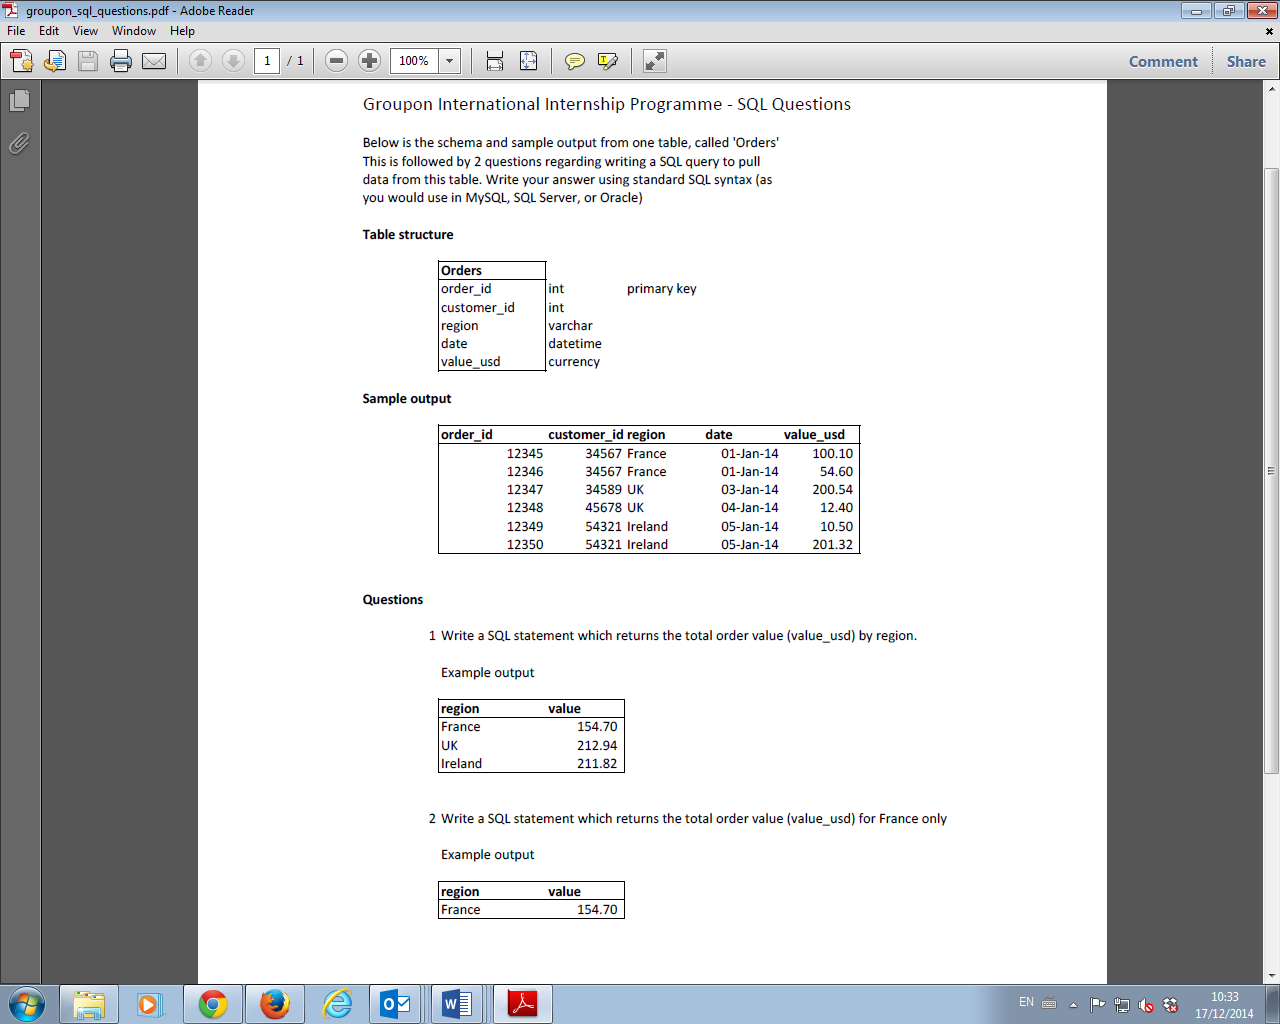 groupon_sql_questions.pdf - Adobe Reader
File Edit View Window Help
1 / 1 100% Comment Share
Groupon International Internship Programme - SQL Questions
Below is the schema and sample output from one table, called 'Orders'
This is followed by 2 questions regarding writing a SQL query to pull
data from this table. Write your answer using standard SQL syntax (as
you would use in MySQL, SQL Server, or Oracle)
Table structure
Orders
order_id int primary key
customer_id int
region varchar
date datetime
value_usd currency
Sample output
order_id customer_id region date value_usd
12345 34567 France 01-Jan-14 100.10
12346 34567 France 01-Jan-14 54.60
12347 34589 UK 03-Jan-14 200.54
12348 45678 UK 04-Jan-14 12.40
12349 54321 Ireland 05-Jan-14 10.50
12350 54321 Ireland 05-Jan-14 201.32
Questions
1 Write a SQL statement which returns the total order value (value_usd) by region.
Example output
region value
France 154.70
UK 212.94
Ireland 211.82
2 Write a SQL statement which returns the total order value (value_usd) for France only
Example output
region value
France 154.70
EN 10:33
17/12/2014